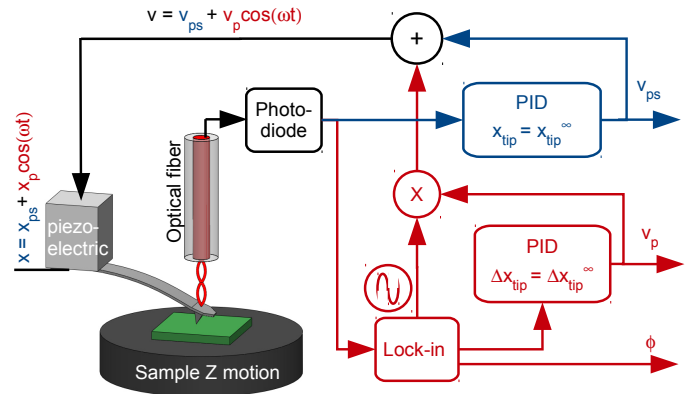 v = v_ps + v_p cos(ωt)
+
v_ps
Photo-
diode
PID
x_tip = x_tip^∞
Optical fiber
X
x = x_ps + x_p cos(ωt)
piezo-
electric
v_p
PID
Δx_tip = Δx_tip^∞
Lock-in
ϕ
Sample Z motion